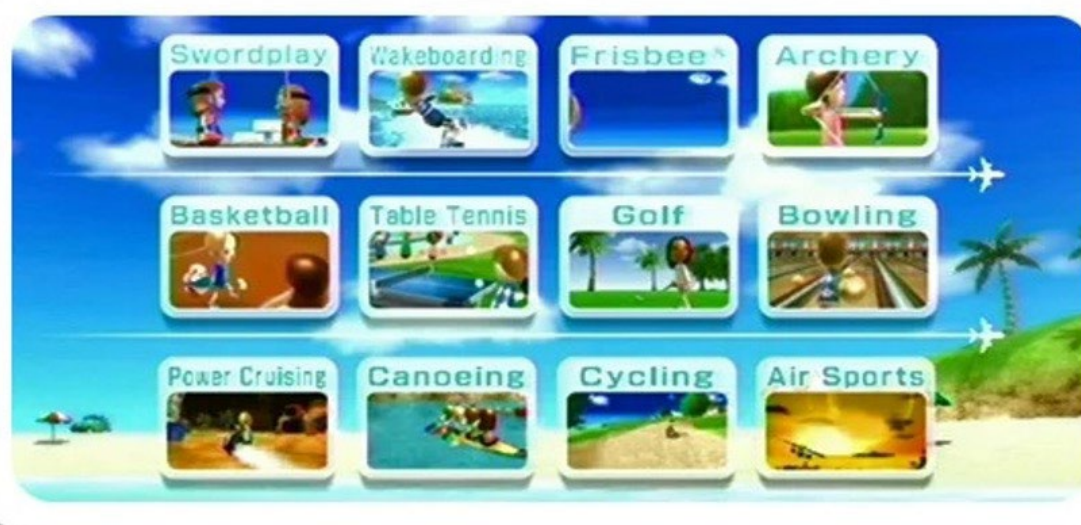 Swordplay
Wakeboarding
Frisbee
Archery
Basketball
Table Tennis
Golf
Bowling
Power Cruising
Canoeing
Cycling
Air Sports